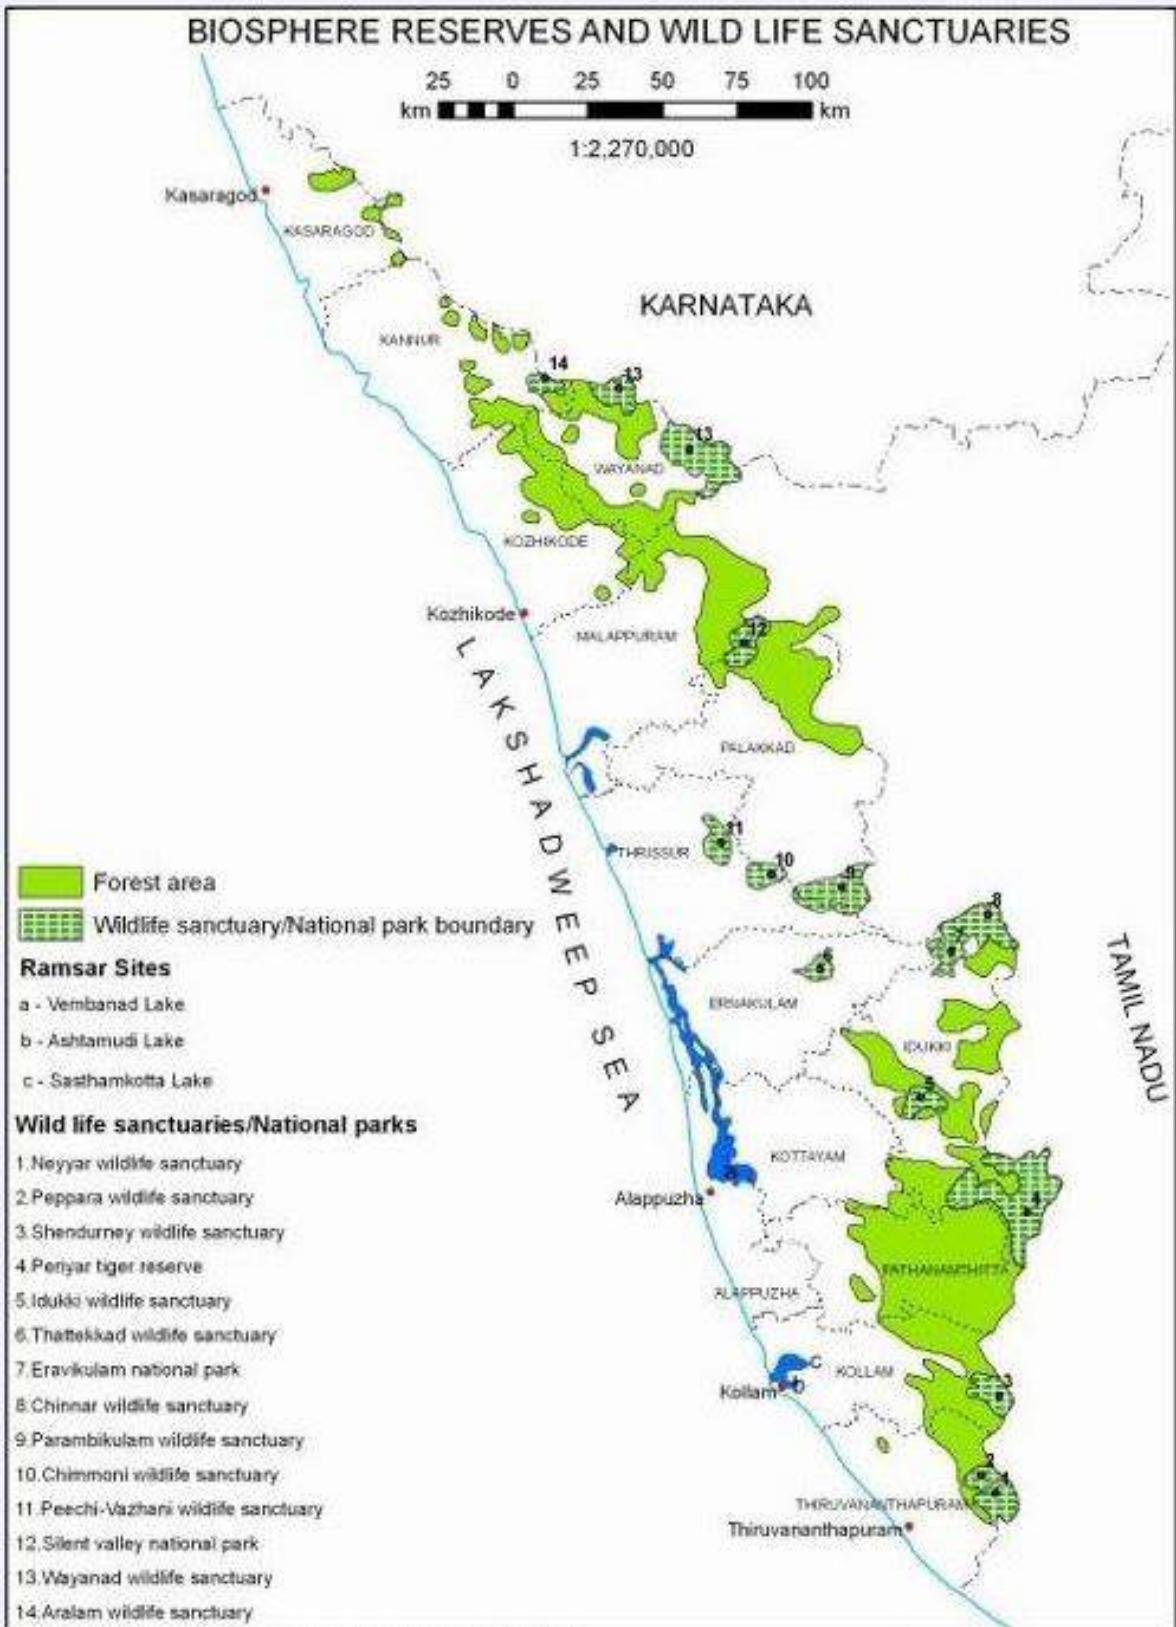 BIOSPHERE RESERVES AND WILD LIFE SANCTUARIES
25 0 25 50 75 100
km km
1:2,270,000
Kasaragod
KASARAGOD
KARNATAKA
KANNUR
14
13
13
WAYANAD
KOZHIKODE
Kozhikode
MALAPPURAM
12
LAKSHADWEEP SEA
PALAKKAD
11
THRISSUR
10
9
8
7
6
ERNAKULAM
IDUKKI
TAMIL NADU
5
KOTTAYAM
Alappuzha
4
PATHANAMTHITTA
ALAPPUZHA
c
KOLLAM
Kollam
b
3
2
1
THIRUVANANTHAPURAM
Thiruvananthapuram
Forest area
Wildlife sanctuary/National park boundary
Ramsar Sites
a - Vembanad Lake
b - Ashtamudi Lake
c - Sasthamkotta Lake
Wild life sanctuaries/National parks
1.Neyyar wildlife sanctuary
2.Peppara wildlife sanctuary
3.Shendurney wildlife sanctuary
4.Periyar tiger reserve
5.Idukki wildlife sanctuary
6.Thattekkad wildlife sanctuary
7.Eravikulam national park
8.Chinnar wildlife sanctuary
9.Parambikulam wildlife sanctuary
10.Chimmoni wildlife sanctuary
11.Peechi-Vazhani wildlife sanctuary
12.Silent valley national park
13.Wayanad wildlife sanctuary
14.Aralam wildlife sanctuary